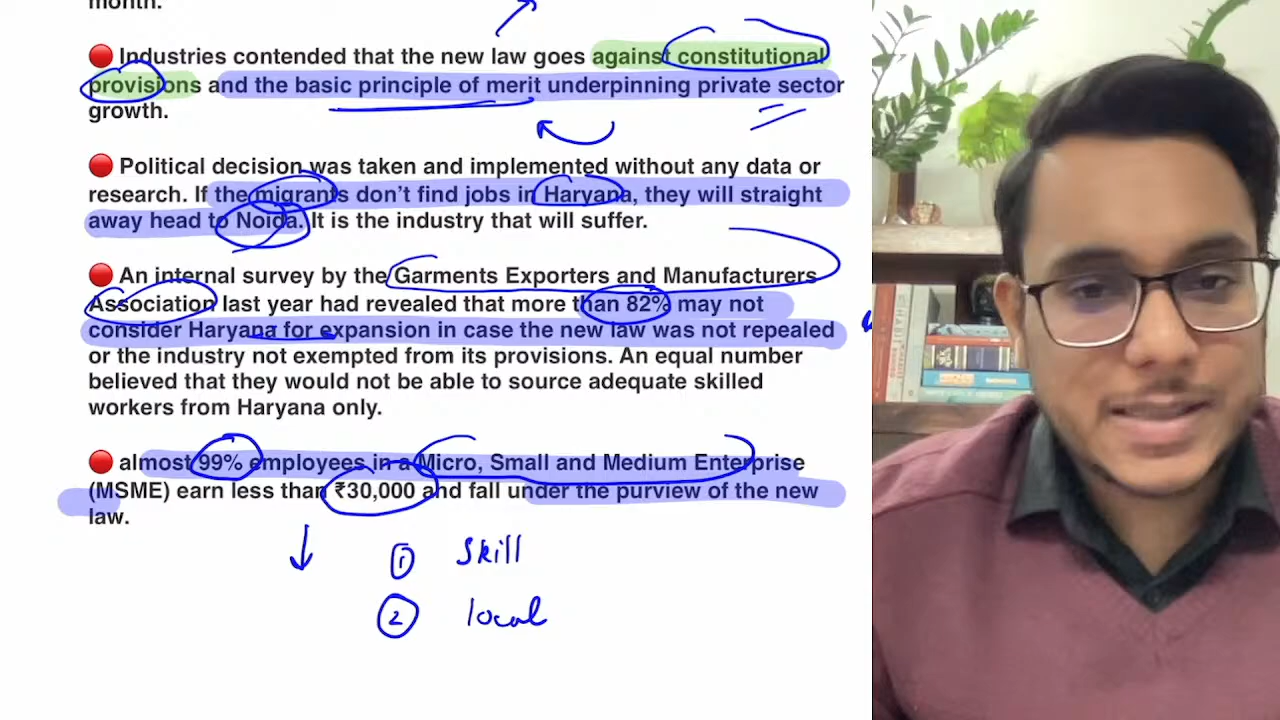 month.
🔴 Industries contended that the new law goes against constitutional
provisions and the basic principle of merit underpinning private sector
growth.
🔴 Political decision was taken and implemented without any data or
research. If the migrants don't find jobs in Haryana, they will straight
away head to Noida. It is the industry that will suffer.
🔴 An internal survey by the Garments Exporters and Manufacturers
Association last year had revealed that more than 82% may not
consider Haryana for expansion in case the new law was not repealed
or the industry not exempted from its provisions. An equal number
believed that they would not be able to source adequate skilled
workers from Haryana only.
🔴 almost 99% employees in a Micro, Small and Medium Enterprise
(MSME) earn less than ₹30,000 and fall under the purview of the new
law.
1 Skill
2 local